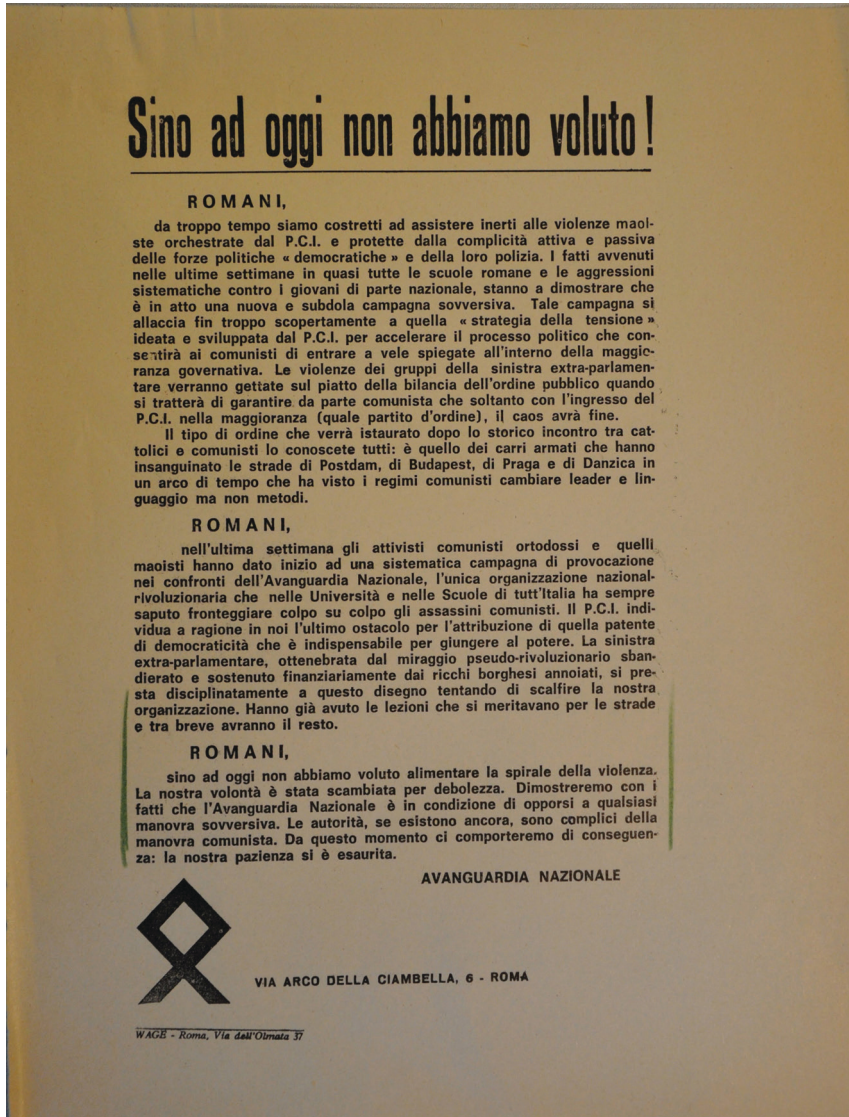 Sino ad oggi non abbiamo voluto!
ROMANI,
da troppo tempo siamo costretti ad assistere inerti alle violenze maoi-
ste orchestrate dal P.C.I. e protette dalla complicità attiva e passiva
delle forze politiche « democratiche » e della loro polizia. I fatti avvenuti
nelle ultime settimane in quasi tutte le scuole romane e le aggressioni
sistematiche contro i giovani di parte nazionale, stanno a dimostrare che
è in atto una nuova e subdola campagna sovversiva. Tale campagna si
allaccia fin troppo scopertamente a quella « strategia della tensione »
ideata e sviluppata dal P.C.I. per accelerare il processo politico che con-
sentirà ai comunisti di entrare a vele spiegate all'interno della maggio-
ranza governativa. Le violenze dei gruppi della sinistra extra-parlamen-
tare verranno gettate sul piatto della bilancia dell'ordine pubblico quando
si tratterà di garantire da parte comunista che soltanto con l'ingresso del
P.C.I. nella maggioranza (quale partito d'ordine), il caos avrà fine.
Il tipo di ordine che verrà istaurato dopo lo storico incontro tra cat-
tolici e comunisti lo conoscete tutti: è quello dei carri armati che hanno
insanguinato le strade di Postdam, di Budapest, di Praga e di Danzica in
un arco di tempo che ha visto i regimi comunisti cambiare leader e lin-
guaggio ma non metodi.
ROMANI,
nell'ultima settimana gli attivisti comunisti ortodossi e quelli
maoisti hanno dato inizio ad una sistematica campagna di provocazione
nei confronti dell'Avanguardia Nazionale, l'unica organizzazione nazional-
rivoluzionaria che nelle Università e nelle Scuole di tutt'Italia ha sempre
saputo fronteggiare colpo su colpo gli assassini comunisti. Il P.C.I. indi-
vidua a ragione in noi l'ultimo ostacolo per l'attribuzione di quella patente
di democraticità che è indispensabile per giungere al potere. La sinistra
extra-parlamentare, ottenebrata dal miraggio pseudo-rivoluzionario sban-
dierato e sostenuto finanziariamente dai ricchi borghesi annoiati, si pre-
sta disciplinatamente a questo disegno tentando di scalfire la nostra
organizzazione. Hanno già avuto le lezioni che si meritavano per le strade
e tra breve avranno il resto.
ROMANI,
sino ad oggi non abbiamo voluto alimentare la spirale della violenza.
La nostra volontà è stata scambiata per debolezza. Dimostreremo con i
fatti che l'Avanguardia Nazionale è in condizione di opporsi a qualsiasi
manovra sovversiva. Le autorità, se esistono ancora, sono complici della
manovra comunista. Da questo momento ci comporteremo di conseguen-
za: la nostra pazienza si è esaurita.
AVANGUARDIA NAZIONALE
VIA ARCO DELLA CIAMBELLA, 6 - ROMA
WAGE - Roma, Via dell'Olmata 37